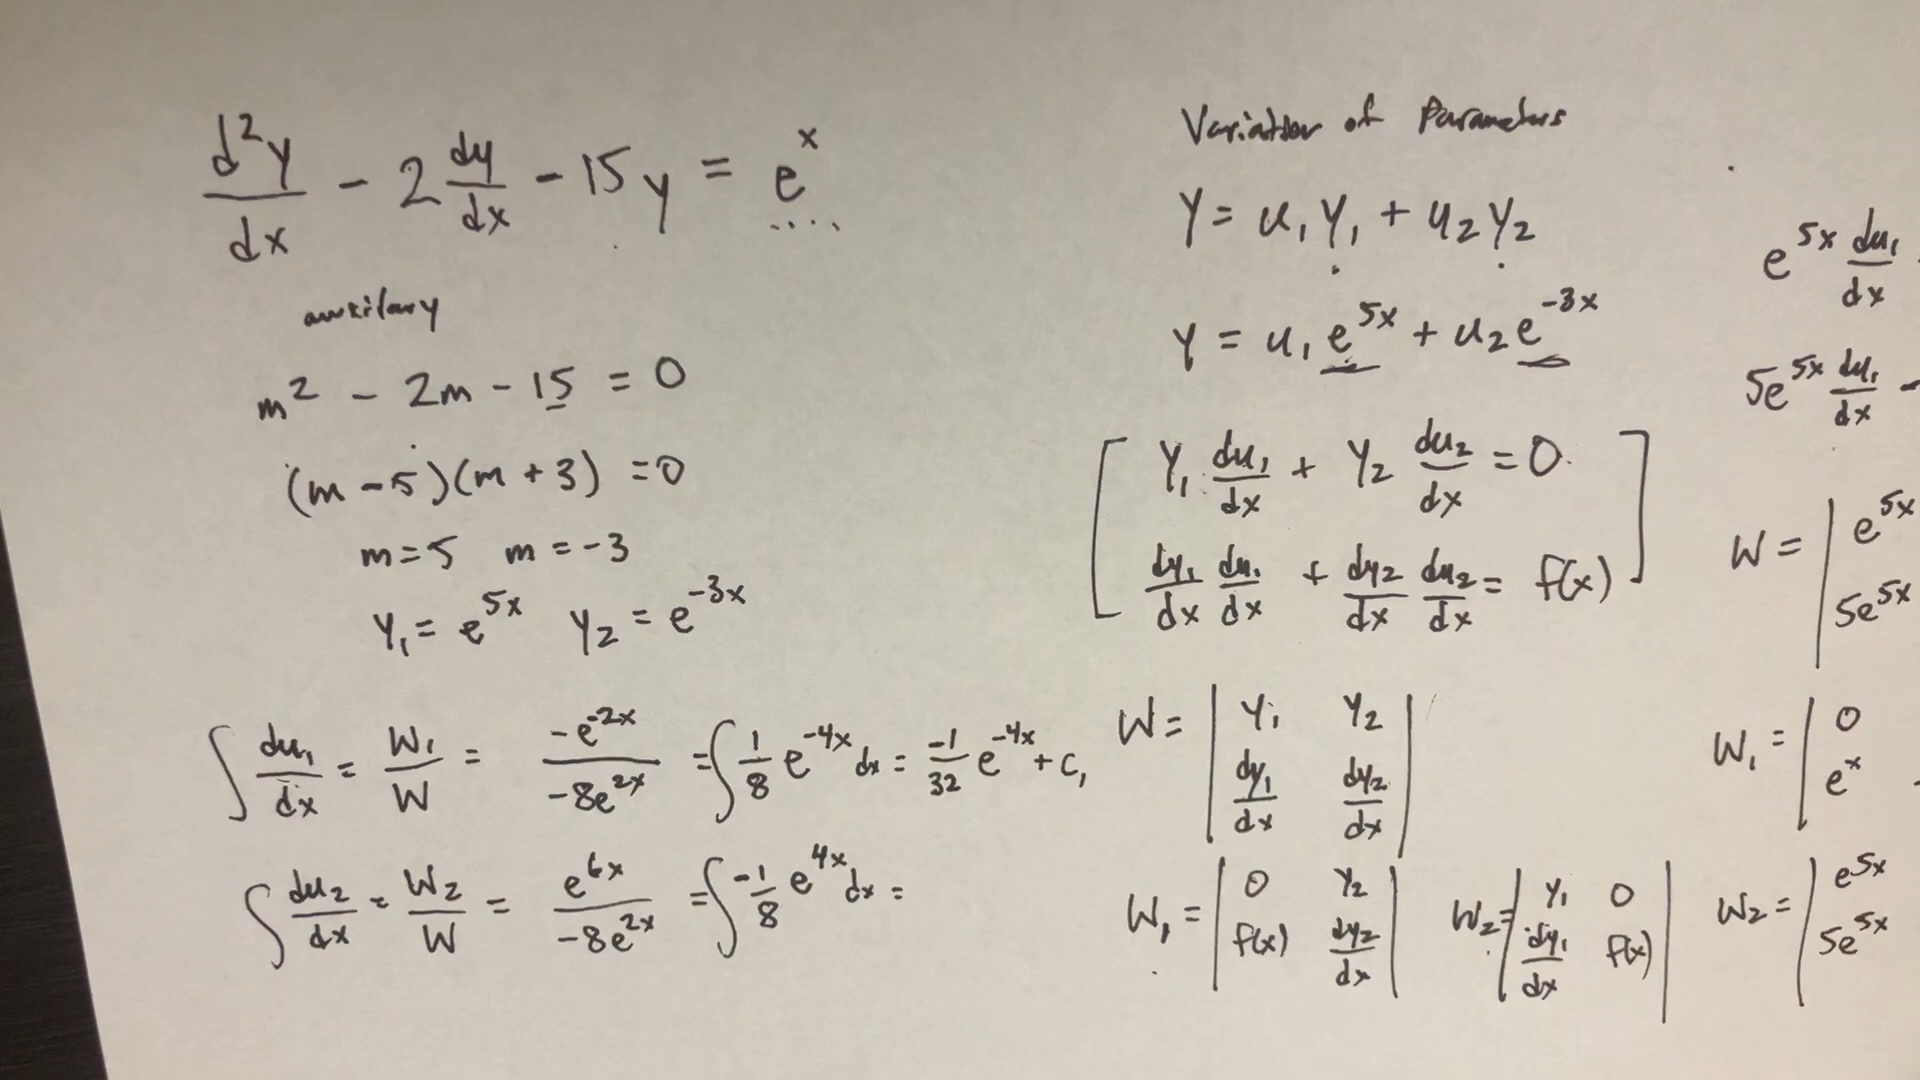 d²y/dx - 2 dy/dx - 15y = e^x
auxilary
m² - 2m - 15 = 0
(m - 5)(m + 3) = 0
m = 5 m = -3
y₁ = e^5x y₂ = e^-3x
∫ du₁/dx = W₁/W = -e^-2x/-8e^2x = ∫ 1/8 e^-4x dx = -1/32 e^-4x + C₁
∫ du₂/dx = W₂/W = e^6x/-8e^2x = ∫ -1/8 e^4x dx =
Variation of Parameters
y = u₁y₁ + u₂y₂
y = u₁e^5x + u₂e^-3x
[ y₁ du₁/dx + y₂ du₂/dx = 0
dy₁/dx du₁/dx + dy₂/dx du₂/dx = f(x) ]
W = | y₁ y₂
dy₁/dx dy₂/dx |
W₁ = | 0 y₂
f(x) dy₂/dx |
W₂ = | y₁ 0
dy₁/dx f(x) |
e^5x du₁/dx
5e^5x du₁/dx -
W = | e^5x
5e^5x
W₁ = | 0
e^x
W₂ = | e^5x
5e^5x